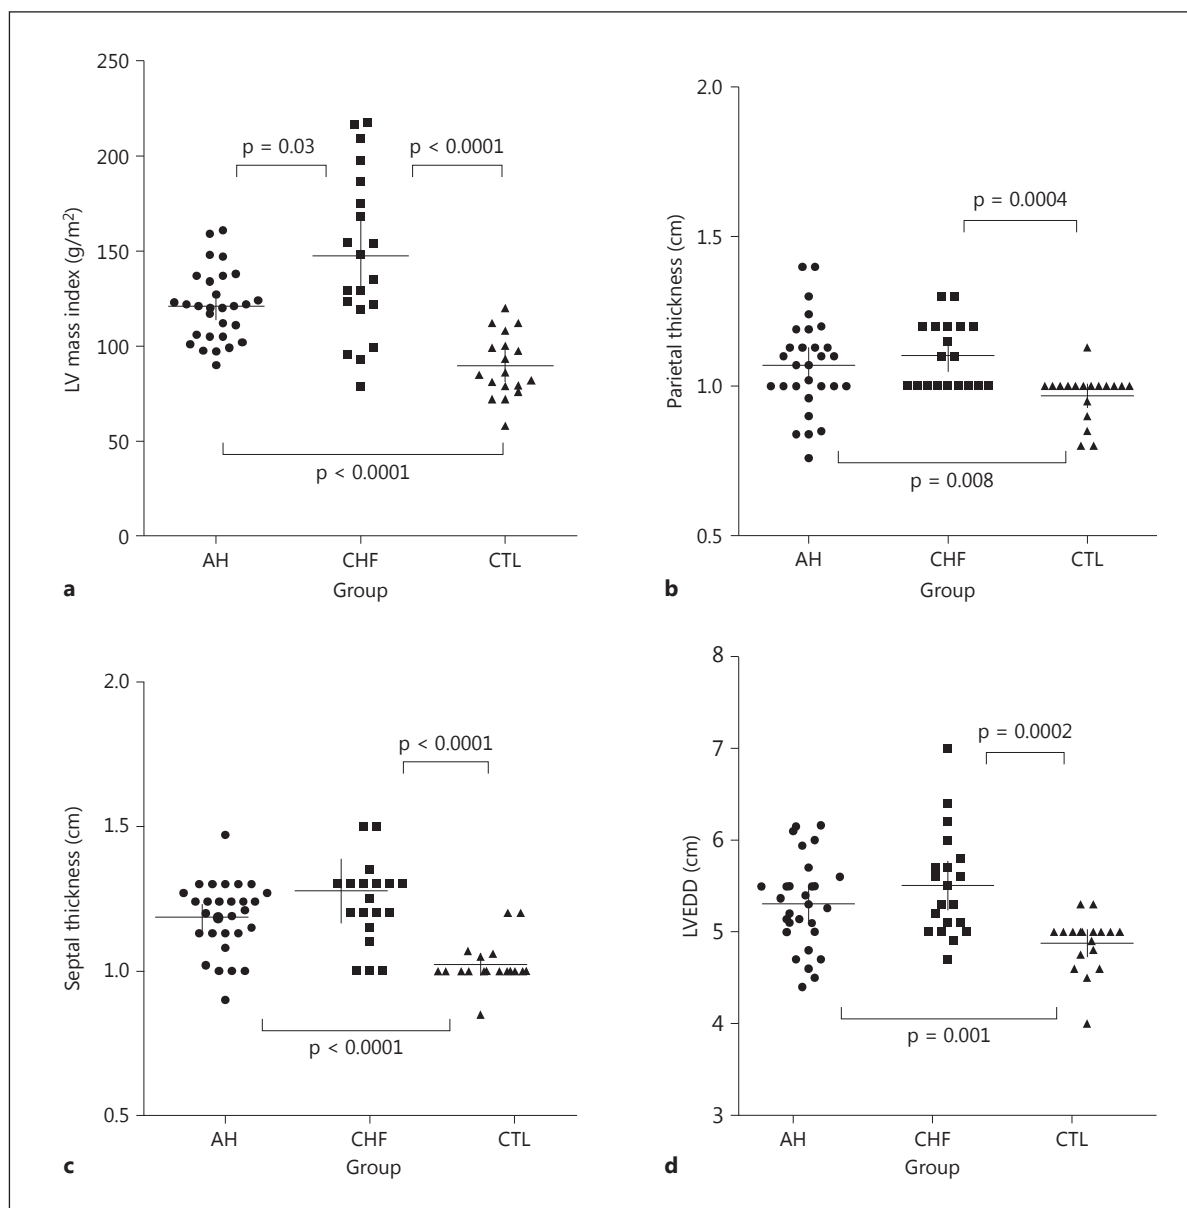 250
200
150
100
50
0
LV mass index (g/m²)
p = 0.03
p < 0.0001
p < 0.0001
AH
CHF
CTL
Group
a
2.0
1.5
1.0
0.5
Parietal thickness (cm)
p = 0.0004
p = 0.008
AH
CHF
CTL
Group
b
2.0
1.5
1.0
0.5
Septal thickness (cm)
p < 0.0001
p < 0.0001
AH
CHF
CTL
Group
c
8
7
6
5
4
3
LVEDD (cm)
p = 0.0002
p = 0.001
AH
CHF
CTL
Group
d